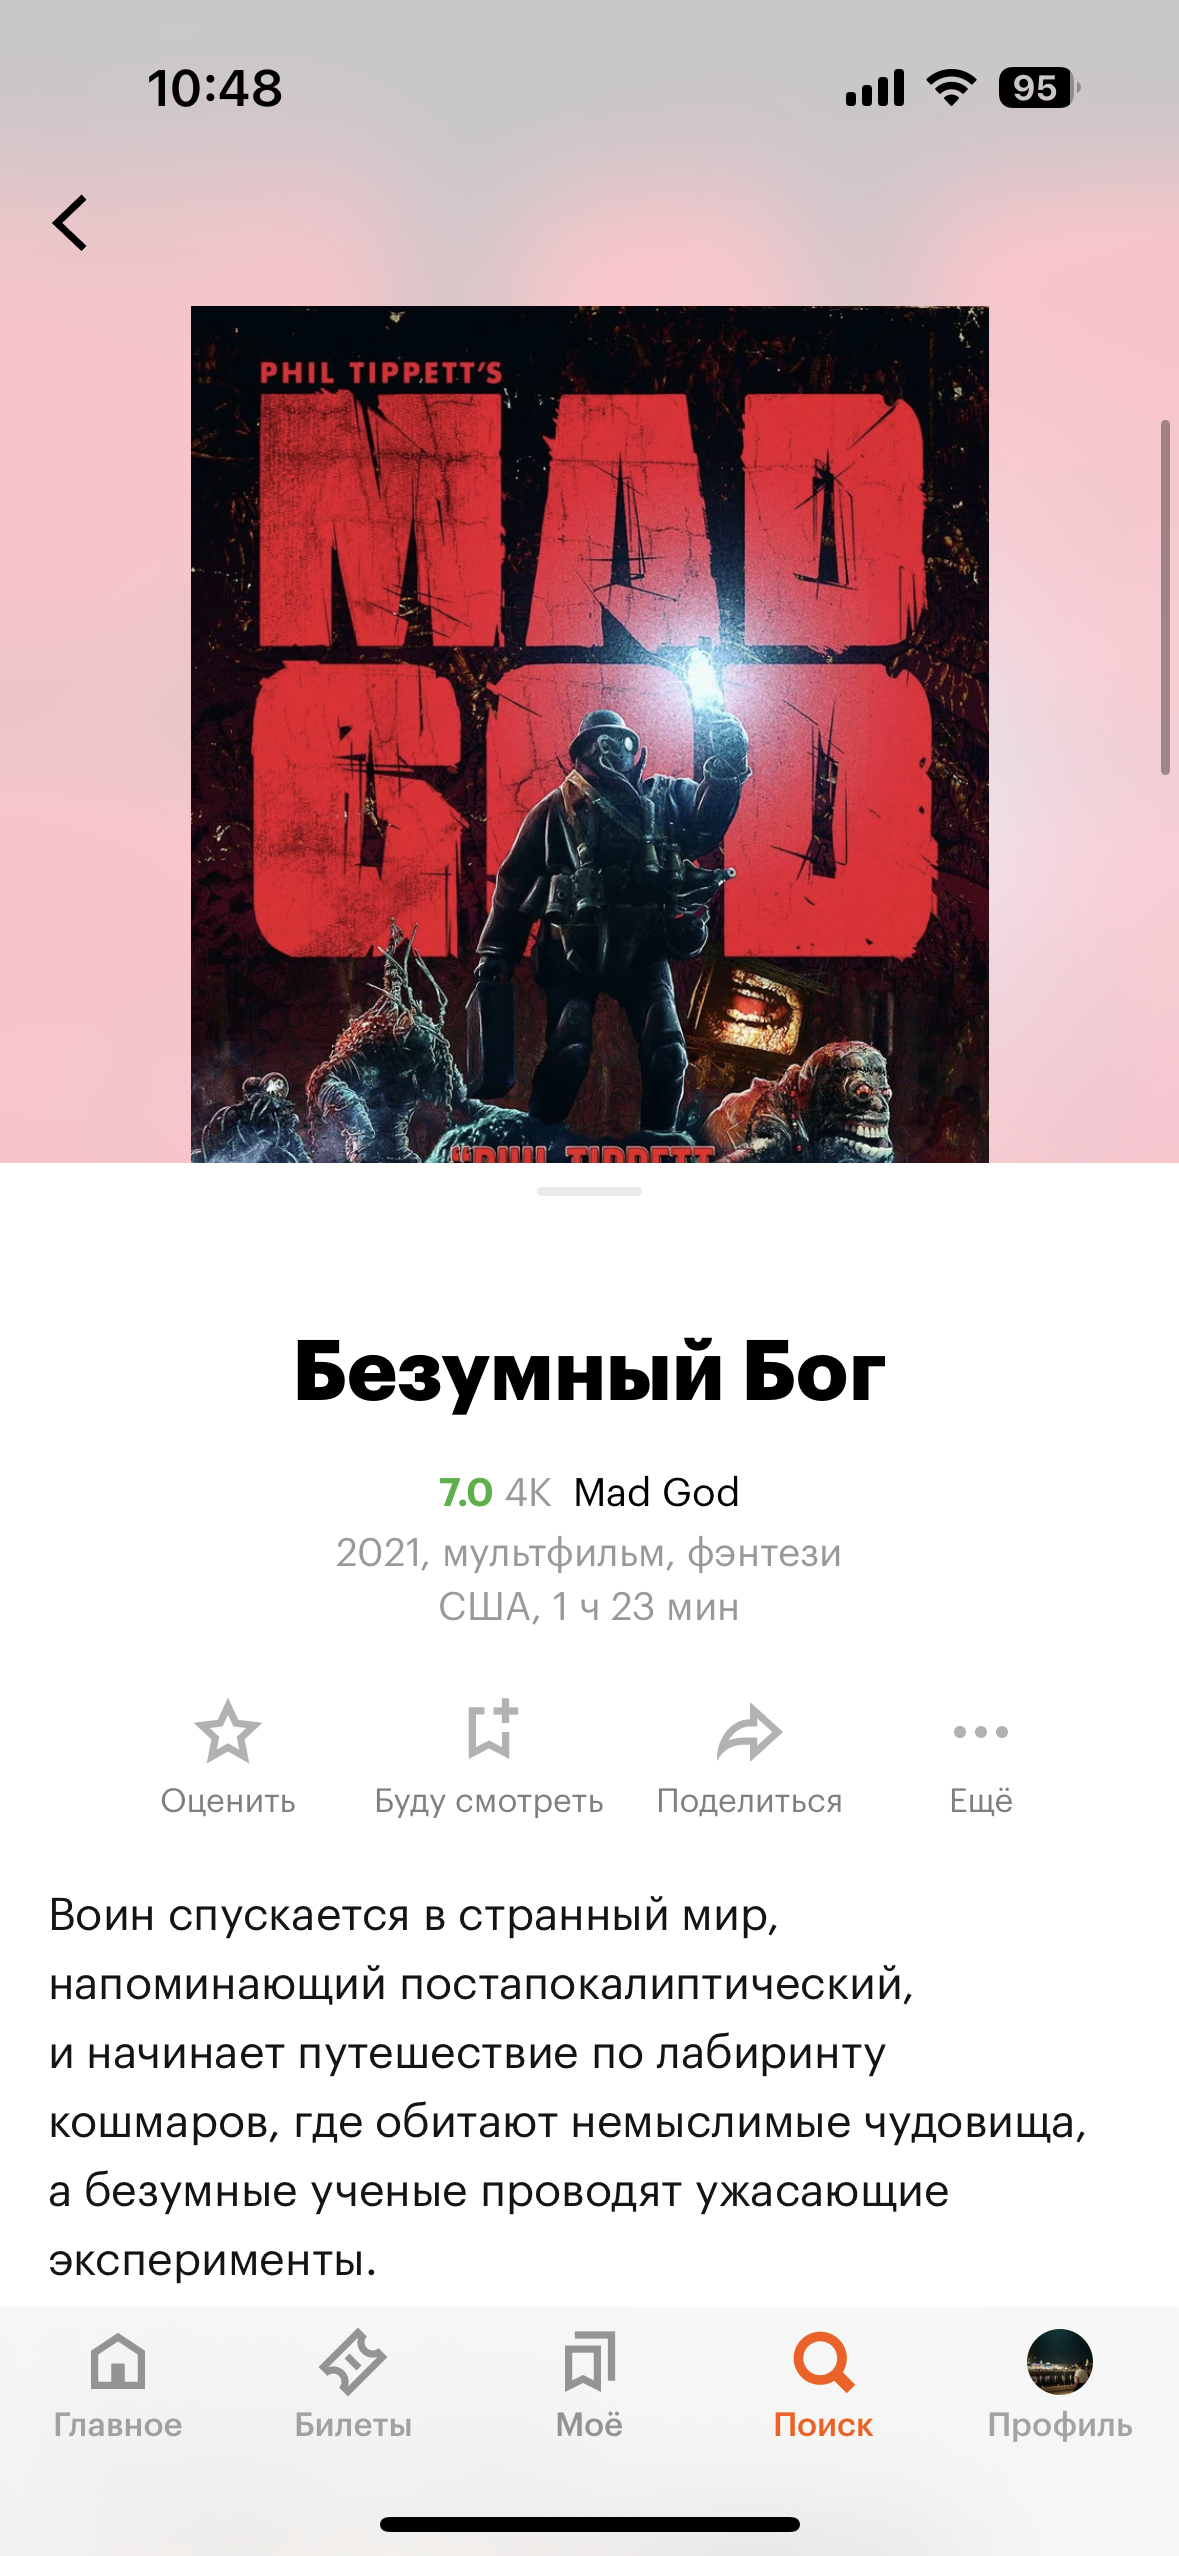 10:48
95
PHIL TIPPETT'S
MAD
GOD
"PHIL TIPPETT
Безумный Бог
7.0 4K Mad God
2021, мультфильм, фэнтези
США, 1 ч 23 мин
Оценить Буду смотреть Поделиться Ещё
Воин спускается в странный мир,
напоминающий постапокалиптический,
и начинает путешествие по лабиринту
кошмаров, где обитают немыслимые чудовища,
а безумные ученые проводят ужасающие
эксперименты.
Главное Билеты Моё Поиск Профиль